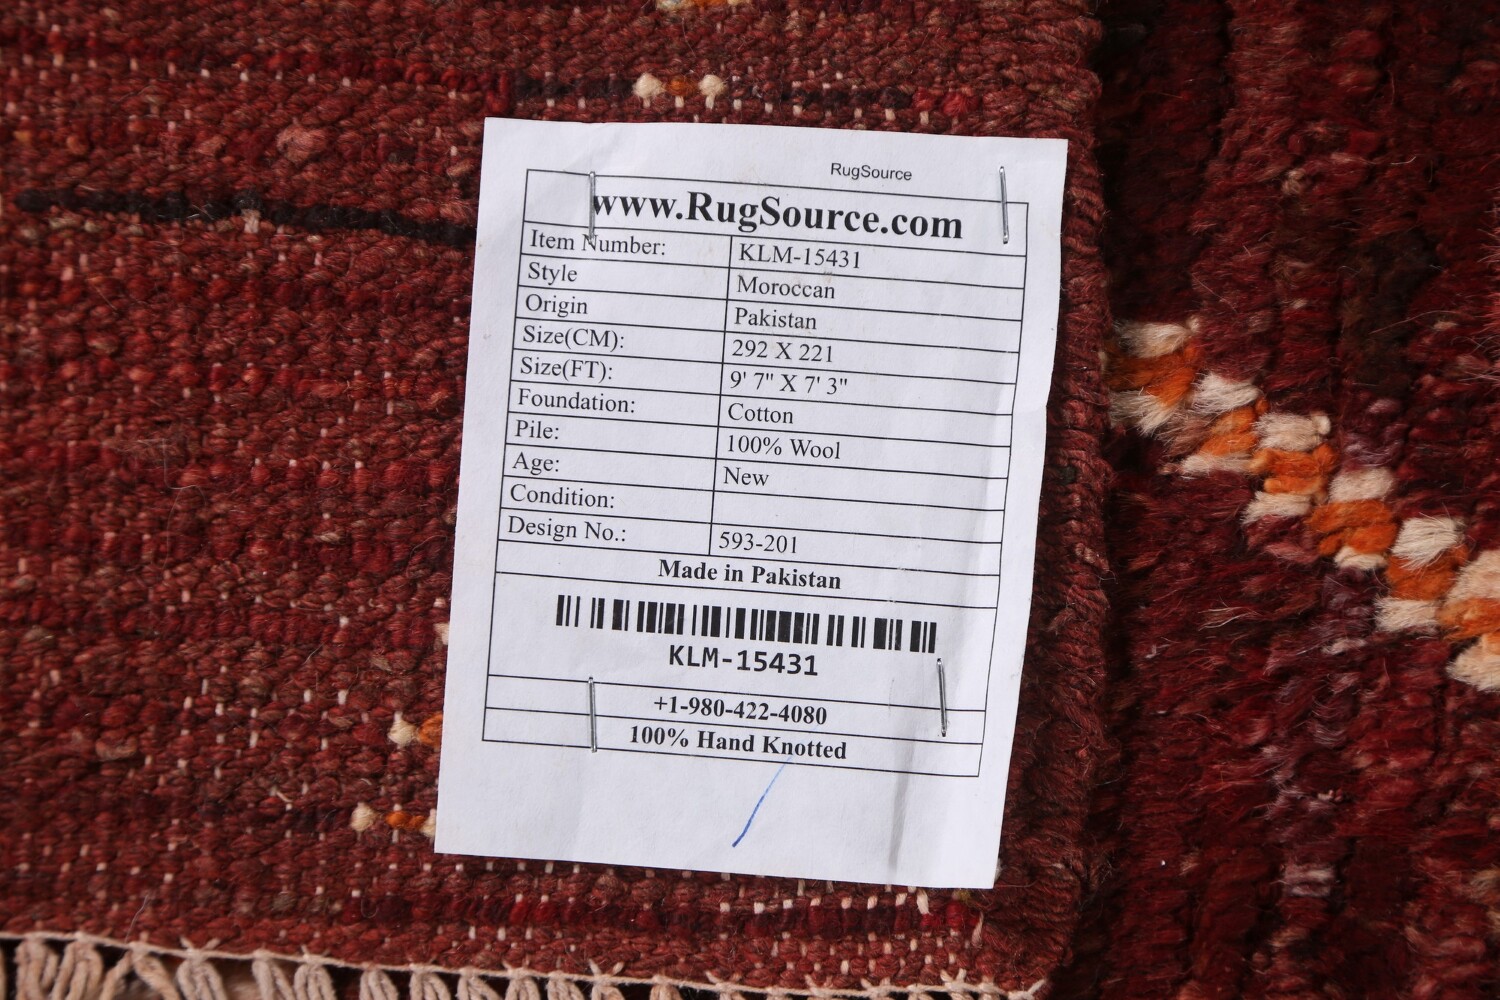 RugSource
www.RugSource.com
Item Number: KLM-15431
Style Moroccan
Origin Pakistan
Size(CM): 292 X 221
Size(FT): 9' 7" X 7' 3"
Foundation: Cotton
Pile: 100% Wool
Age: New
Condition:
Design No.: 593-201
Made in Pakistan
KLM-15431
+1-980-422-4080
100% Hand Knotted